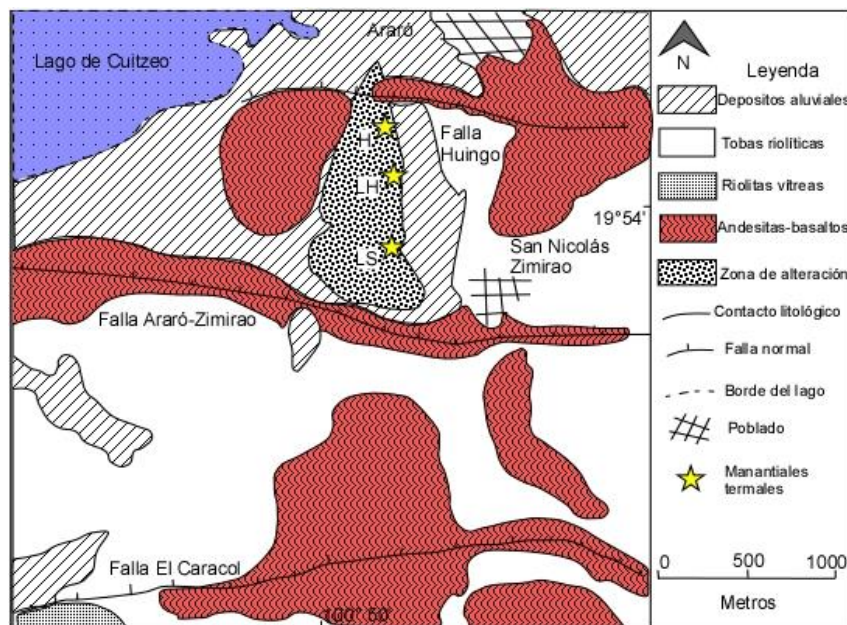 Lago de Cuitzeo
Araró
Falla
Huingo
H
LH
LS
San Nicolás
Zimirao
Falla Araró-Zimirao
Falla El Caracol
100° 50'
19°54'
N
Leyenda
Depositos aluviales
Tobas riolíticas
Riolitas vítreas
Andesitas-basaltos
Zona de alteración
Contacto litológico
Falla normal
Borde del lago
Poblado
Manantiales
termales
0 500 1000
Metros